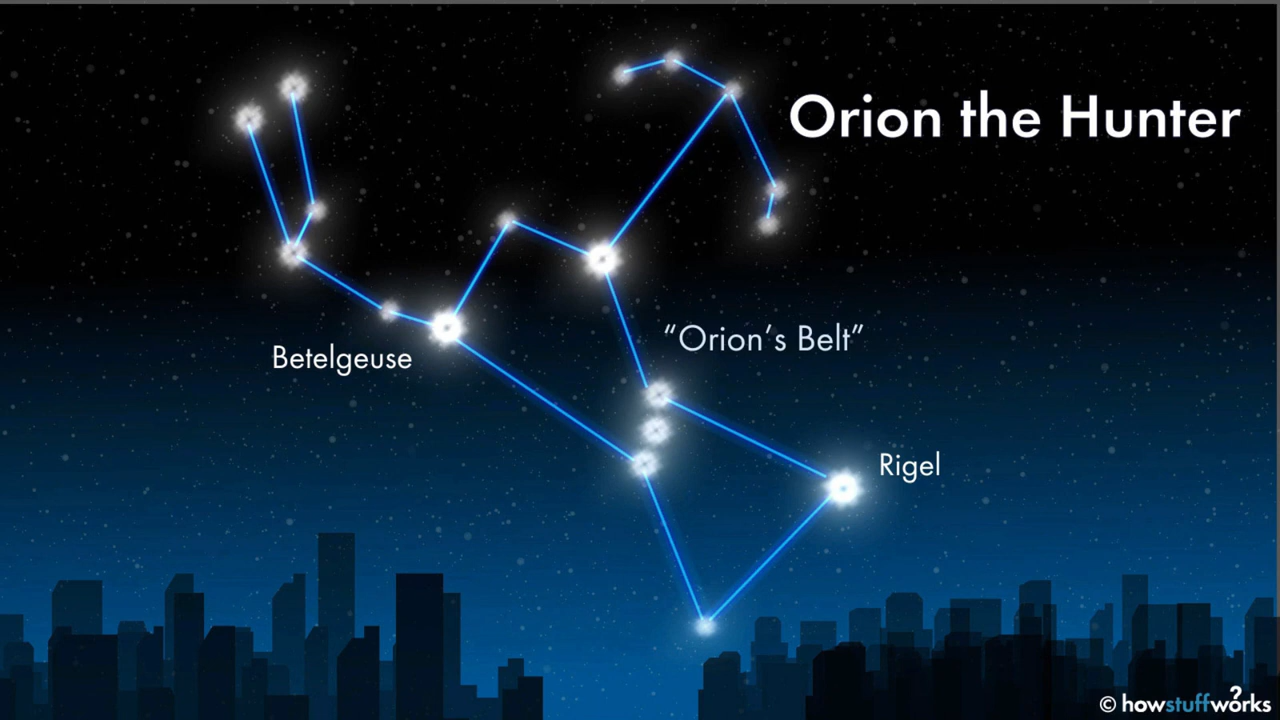 Orion the Hunter
“Orion’s Belt”
Betelgeuse
Rigel
© howstuffworks